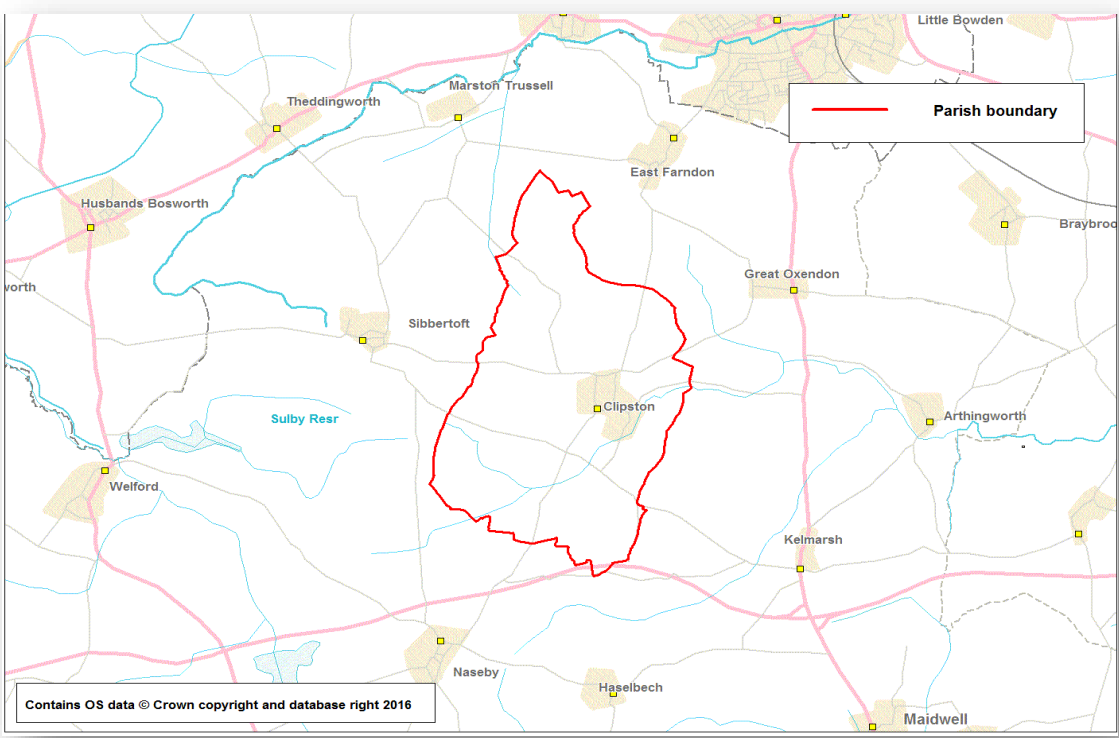 Little Bowden
Marston Trussell
Theddingworth
Parish boundary
East Farndon
Husbands Bosworth
Braybroo
Great Oxendon
worth
Sibbertoft
Clipston
Arthingworth
Sulby Resr
Welford
Kelmarsh
Naseby
Haselbech
Contains OS data © Crown copyright and database right 2016
Maidwell